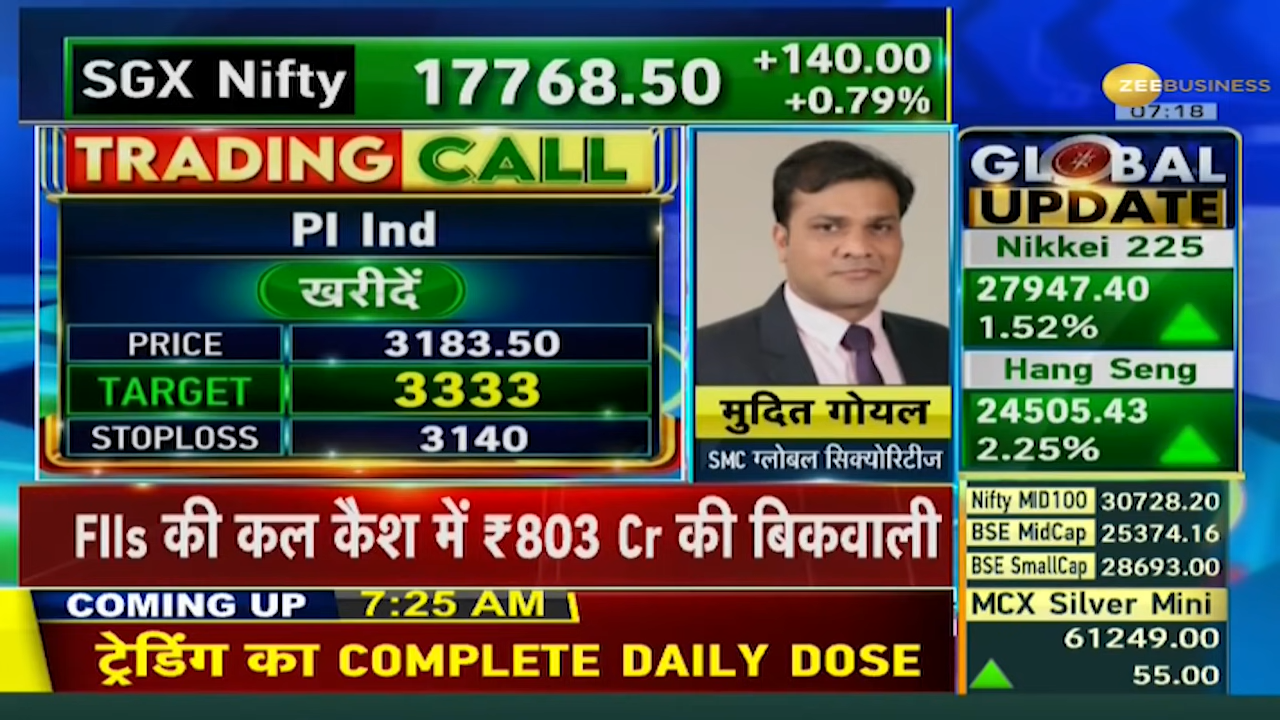 SGX Nifty 17768.50 +140.00
+0.79%
ZEEBUSINESS
07:18
TRADING CALL
PI Ind
खरीदें
PRICE 3183.50
TARGET 3333
STOPLOSS 3140
मुदित गोयल
SMC ग्लोबल सिक्योरिटीज
GLOBAL
UPDATE
Nikkei 225
27947.40
1.52%
Hang Seng
24505.43
2.25%
Nifty MID100 30728.20
BSE MidCap 25374.16
BSE SmallCap 28693.00
MCX Silver Mini
61249.00
55.00
FIIs की कल कैश में ₹803 Cr की बिकवाली
COMING UP 7:25 AM
ट्रेडिंग का COMPLETE DAILY DOSE